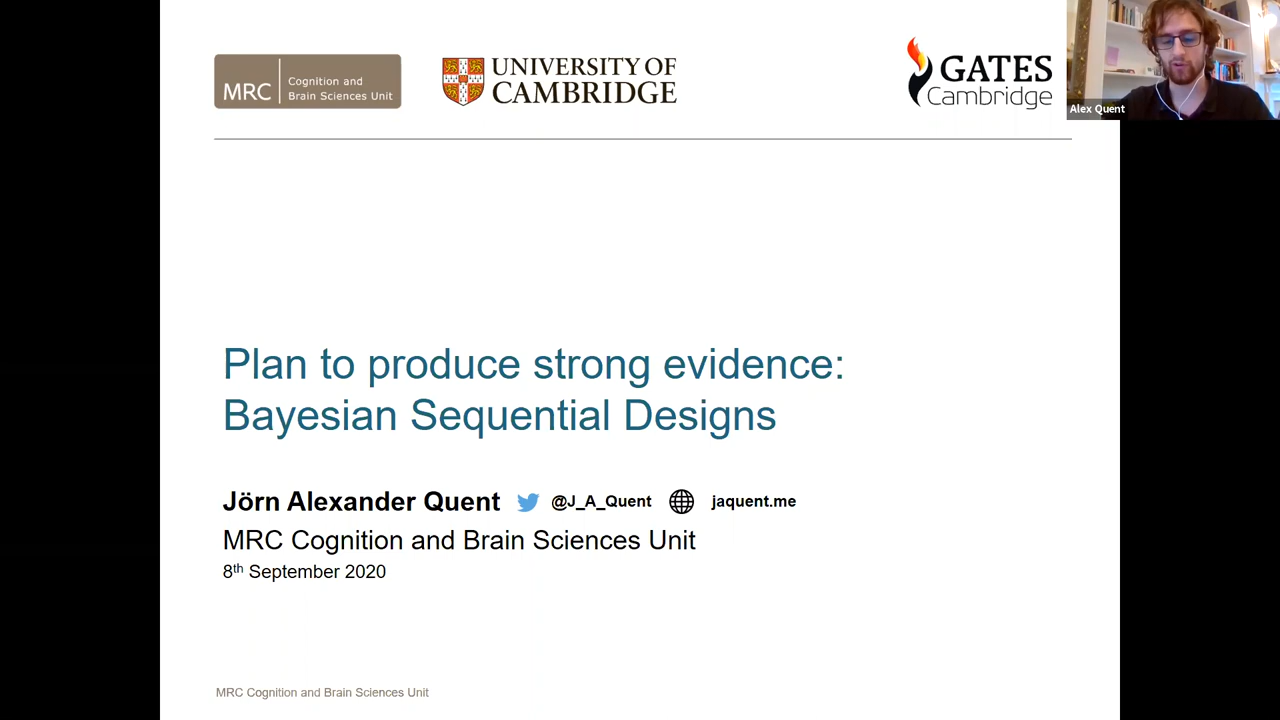 MRC Cognition and
Brain Sciences Unit
UNIVERSITY OF
CAMBRIDGE
GATES
Cambridge
Alex Quent
Plan to produce strong evidence:
Bayesian Sequential Designs
Jörn Alexander Quent @J_A_Quent jaquent.me
MRC Cognition and Brain Sciences Unit
8th September 2020
MRC Cognition and Brain Sciences Unit